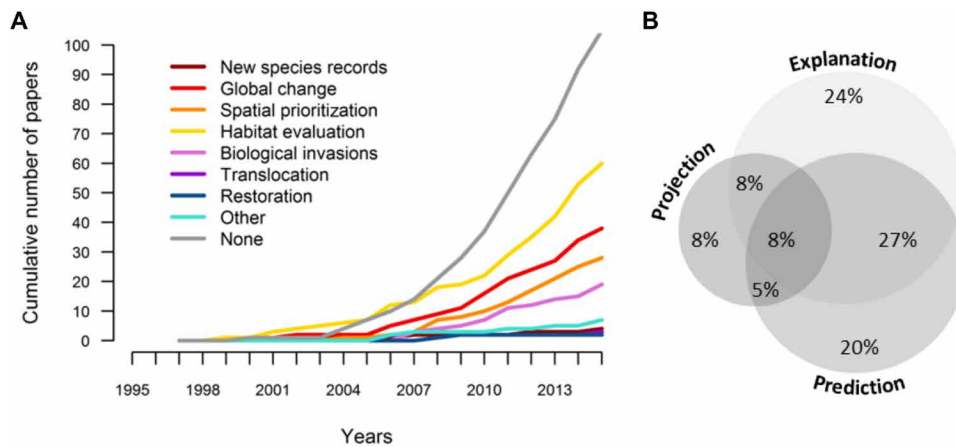 A
Cumulative number of papers
100
90
80
70
60
50
40
30
20
10
0
New species records
Global change
Spatial prioritization
Habitat evaluation
Biological invasions
Translocation
Restoration
Other
None
1995 1998 2001 2004 2007 2010 2013
Years
B
Explanation
24%
Projection
8%
8%
8%
27%
5%
20%
Prediction